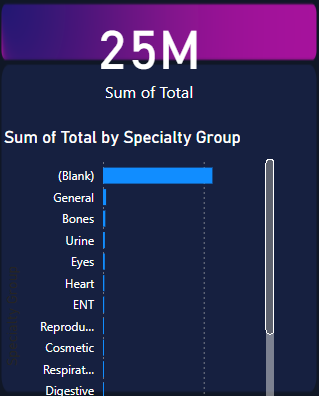 25M
Sum of Total
Sum of Total by Specialty Group
(Blank)
General
Bones
Urine
Eyes
Heart
ENT
Reprodu...
Cosmetic
Respirat...
Digestive